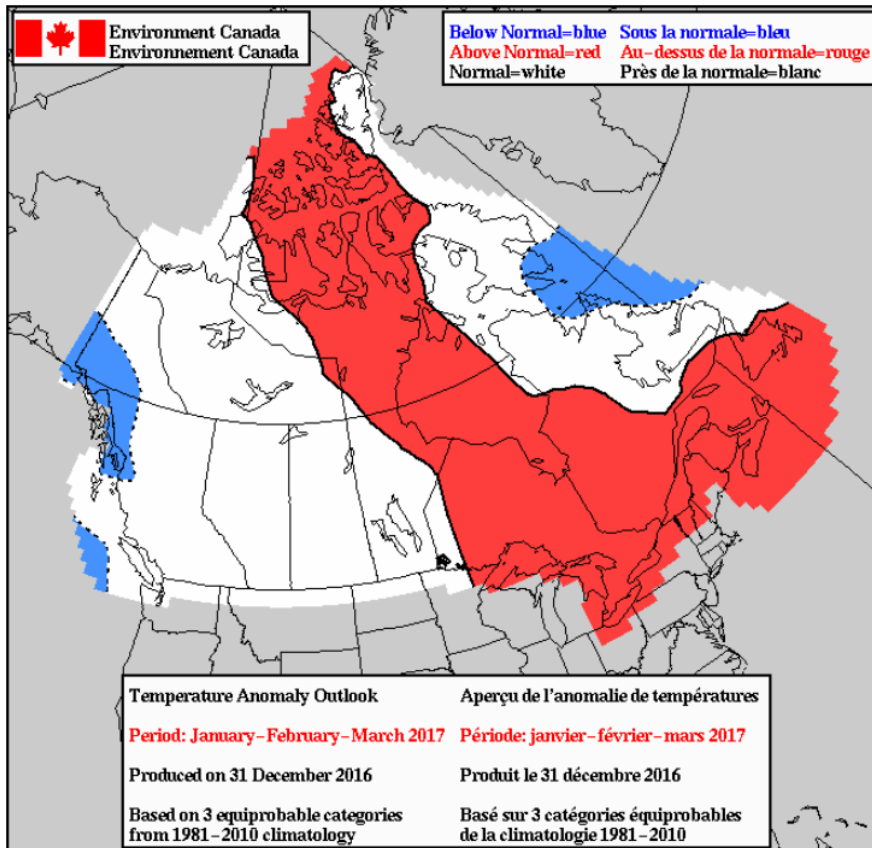 Environment Canada
Environnement Canada
Below Normal=blue
Above Normal=red
Normal=white
Sous la normale=bleu
Au-dessus de la normale=rouge
Près de la normale=blanc
Temperature Anomaly Outlook
Period: January-February-March 2017
Produced on 31 December 2016
Based on 3 equiprobable categories
from 1981-2010 climatology
Aperçu de l'anomalie de températures
Période: janvier-février-mars 2017
Produit le 31 décembre 2016
Basé sur 3 catégories équiprobables
de la climatologie 1981-2010